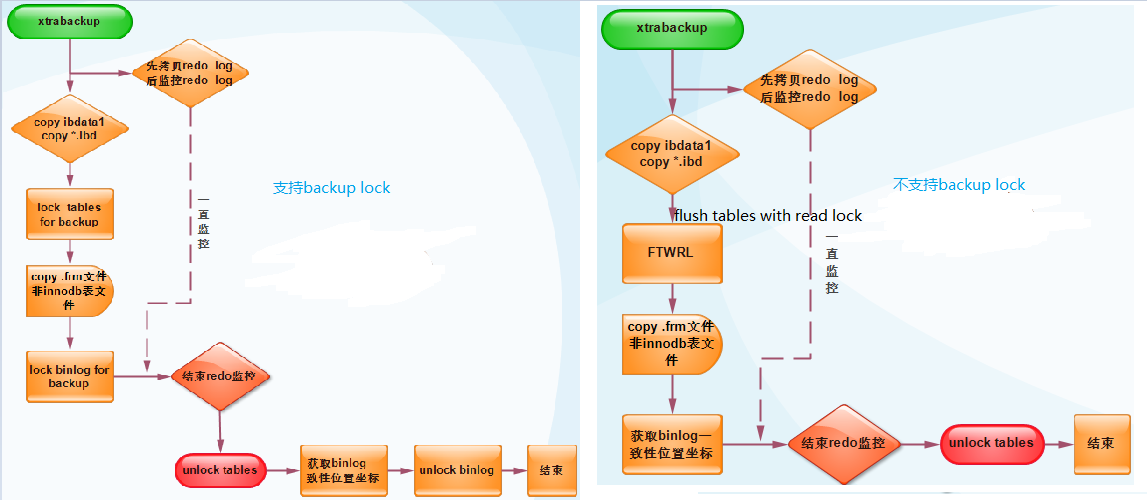 xtrabackup
先拷贝redo log
后监控redo log
copy ibdata1
copy *.lbd
支持backup lock
lock tables
for backup
一
直
监
控
copy .frm文件
非innodb表文
件
lock binlog for
backup
结束redo监控
unlock tables
获取binlog
致性位置坐标
unlock binlog
结束
xtrabackup
先拷贝redo log
后监控redo log
copy ibdata1
copy *.ibd
不支持backup lock
flush tables with read lock
FTWRL
一
直
监
控
copy .frm文件
非innodb表文
件
获取binlog一
致性位置坐标
结束redo监控
unlock tables
结束